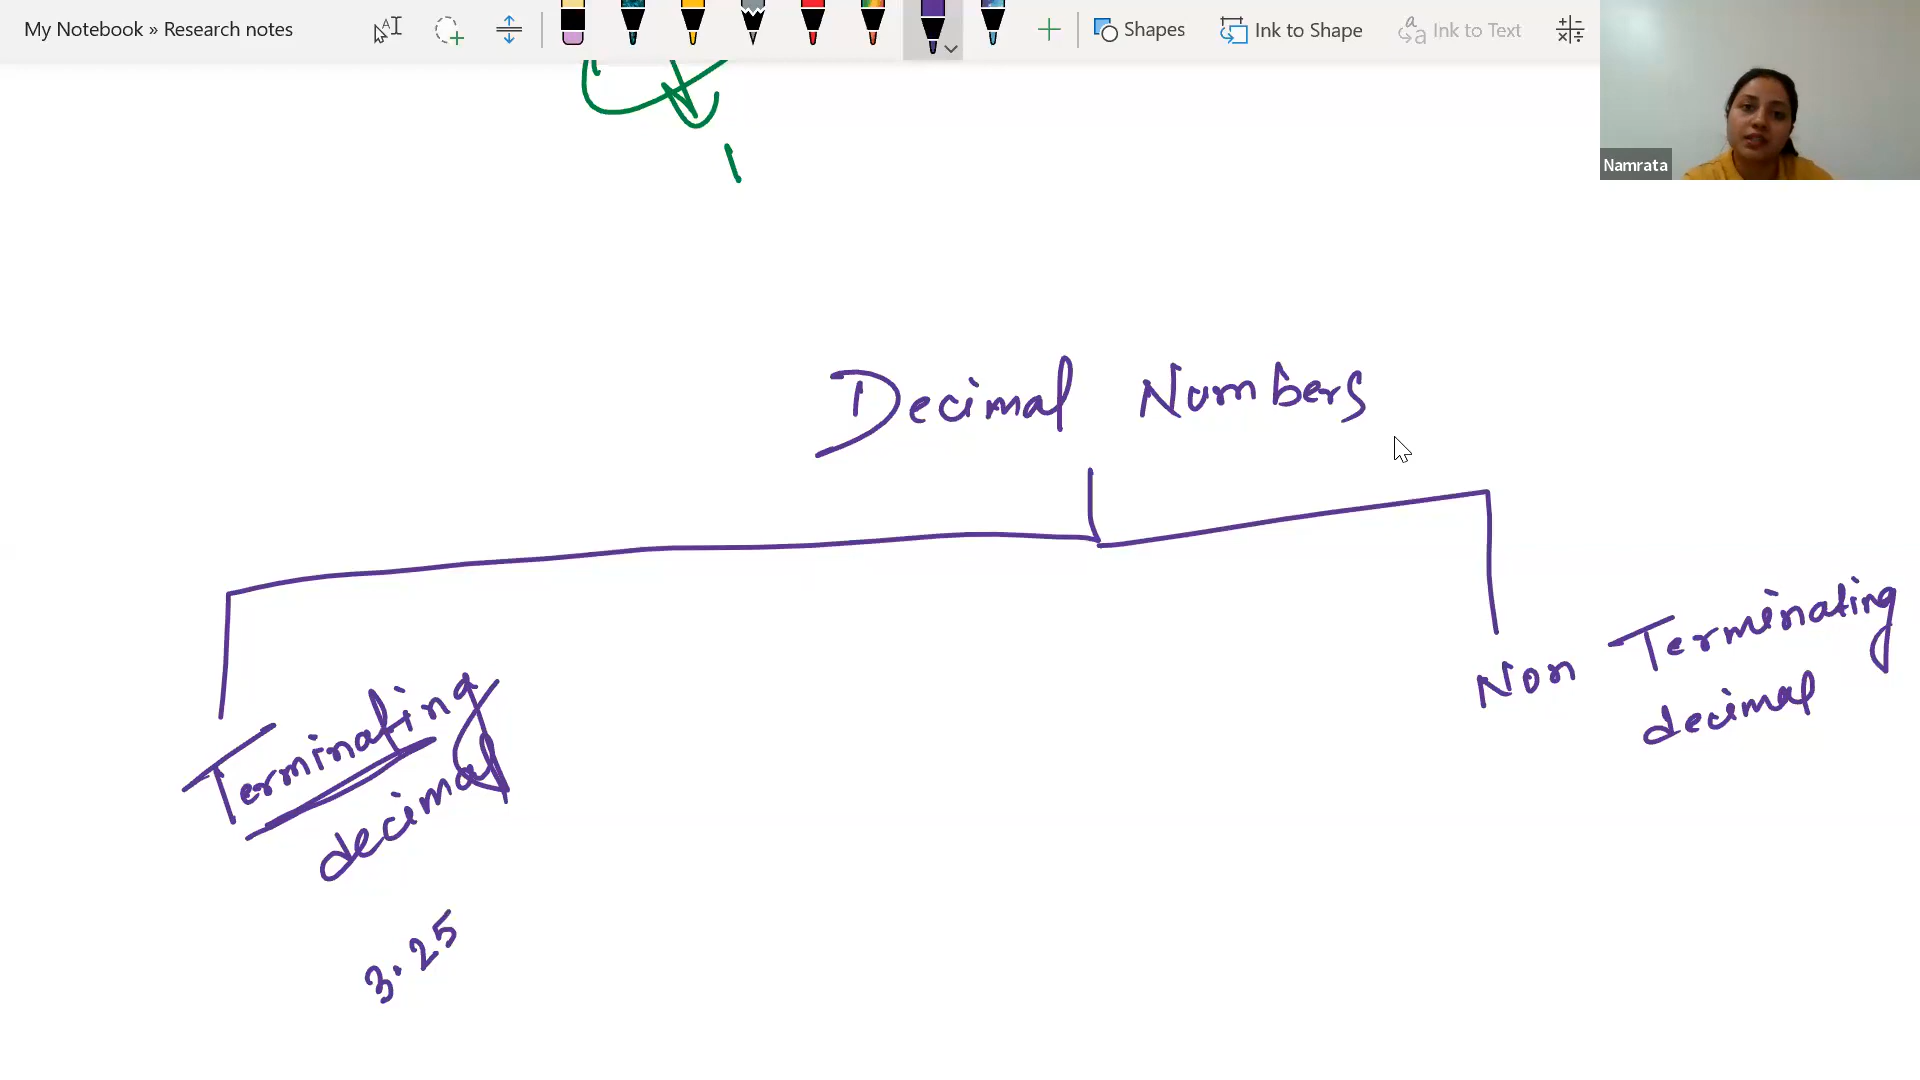 My Notebook » Research notes
Shapes
Ink to Shape
Ink to Text
Namrata
Decimal Numbers
Terminating
decimal
3.25
Non Terminating
decimal